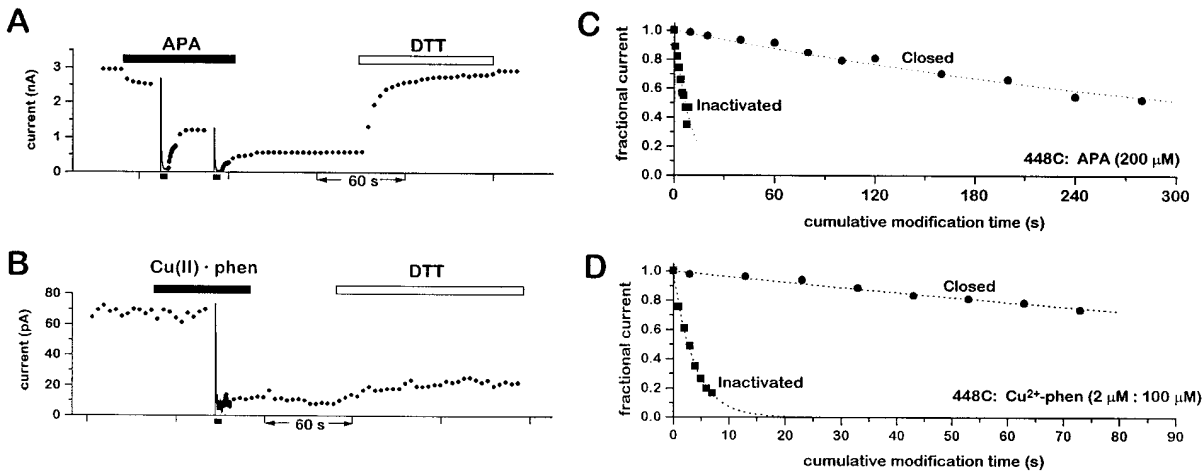 A
APA
DTT
current (nA)
3
2
1
0
60 s
B
Cu(II) · phen
DTT
current (pA)
80
60
40
20
0
60 s
C
fractional current
1.0
0.8
0.6
0.4
0.2
0.0
Closed
Inactivated
448C: APA (200 μM)
0 60 120 180 240 300
cumulative modification time (s)
D
fractional current
1.0
0.8
0.6
0.4
0.2
0.0
Closed
Inactivated
448C: Cu²⁺-phen (2 μM : 100 μM)
0 10 20 30 40 50 60 70 80 90
cumulative modification time (s)